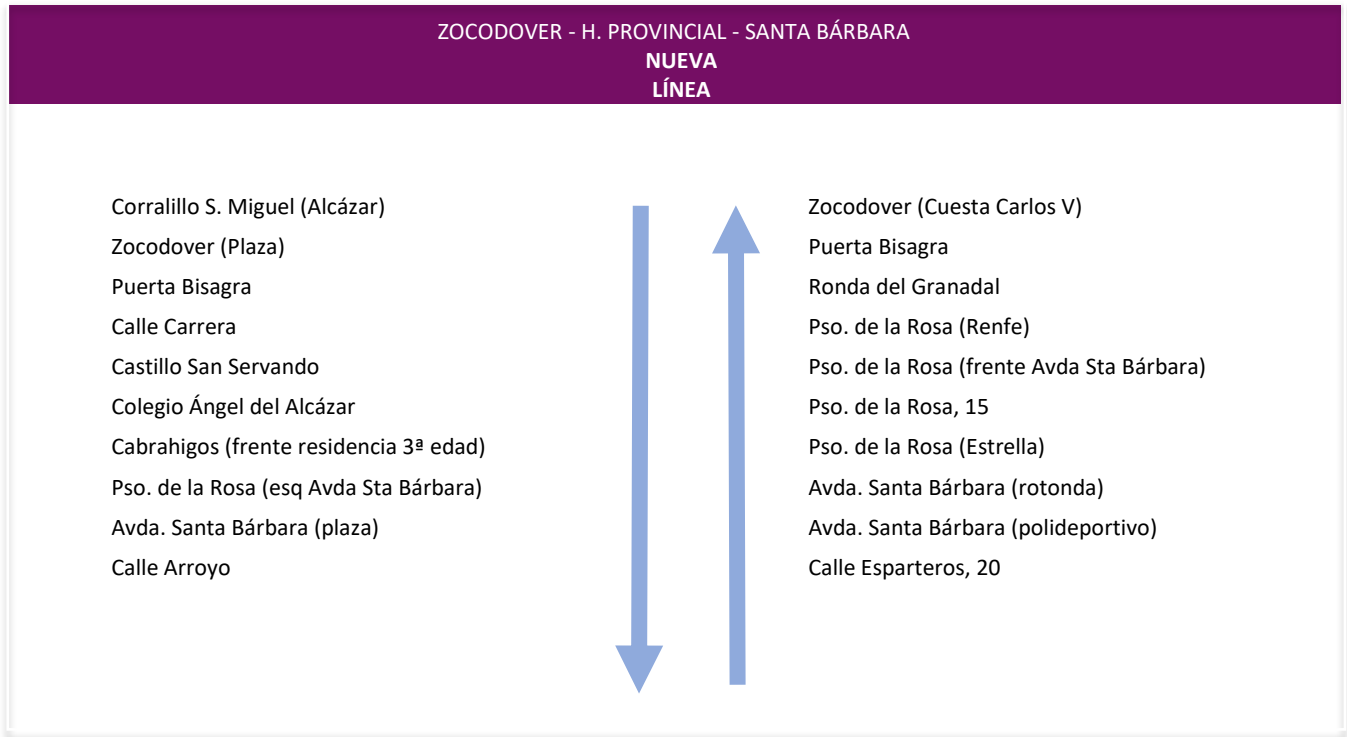 ZOCODOVER - H. PROVINCIAL - SANTA BÁRBARA
NUEVA
LÍNEA
Corralillo S. Miguel (Alcázar)
Zocodover (Plaza)
Puerta Bisagra
Calle Carrera
Castillo San Servando
Colegio Ángel del Alcázar
Cabrahigos (frente residencia 3ª edad)
Pso. de la Rosa (esq Avda Sta Bárbara)
Avda. Santa Bárbara (plaza)
Calle Arroyo
Zocodover (Cuesta Carlos V)
Puerta Bisagra
Ronda del Granadal
Pso. de la Rosa (Renfe)
Pso. de la Rosa (frente Avda Sta Bárbara)
Pso. de la Rosa, 15
Pso. de la Rosa (Estrella)
Avda. Santa Bárbara (rotonda)
Avda. Santa Bárbara (polideportivo)
Calle Esparteros, 20